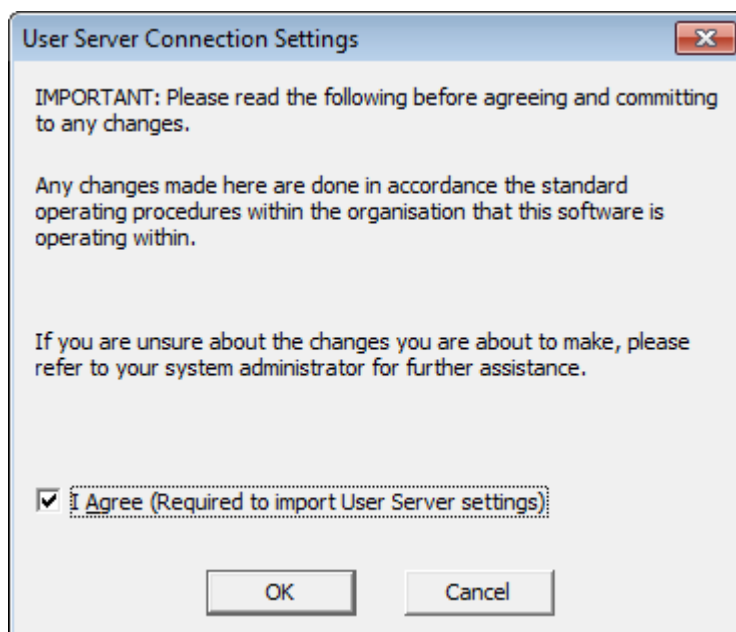 User Server Connection Settings
IMPORTANT: Please read the following before agreeing and committing
to any changes.
Any changes made here are done in accordance the standard
operating procedures within the organisation that this software is
operating within.
If you are unsure about the changes you are about to make, please
refer to your system administrator for further assistance.
I Agree (Required to import User Server settings)
OK
Cancel